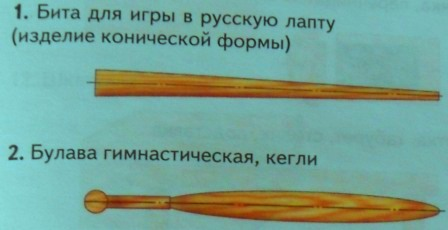 1. Бита для игры в русскую лапту
(изделие конической формы)
2. Булава гимнастическая, кегли